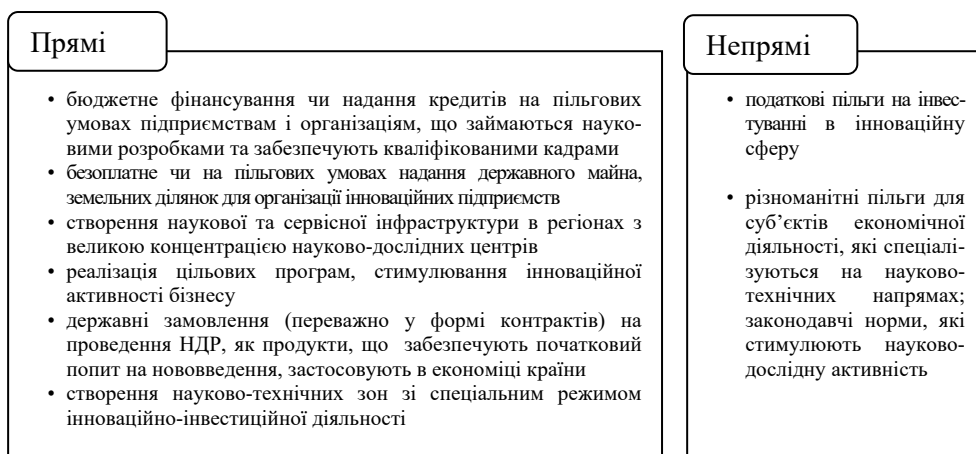 Прямі
• бюджетне фінансування чи надання кредитів на пільгових
умовах підприємствам і організаціям, що займаються науко-
вими розробками та забезпечують кваліфікованими кадрами
• безоплатне чи на пільгових умовах надання державного майна,
земельних ділянок для організації інноваційних підприємств
• створення наукової та сервісної інфраструктури в регіонах з
великою концентрацією науково-дослідних центрів
• реалізація цільових програм, стимулювання інноваційної
активності бізнесу
• державні замовлення (переважно у формі контрактів) на
проведення НДР, як продукти, що забезпечують початковий
попит на нововведення, застосовують в економіці країни
• створення науково-технічних зон зі спеціальним режимом
інноваційно-інвестиційної діяльності
Непрямі
• податкові пільги на інвес-
туванні в інноваційну
сферу
• різноманітні пільги для
суб’єктів економічної
діяльності, які спеціалі-
зуються на науково-
технічних напрямах;
законодавчі норми, які
стимулюють науково-
дослідну активність